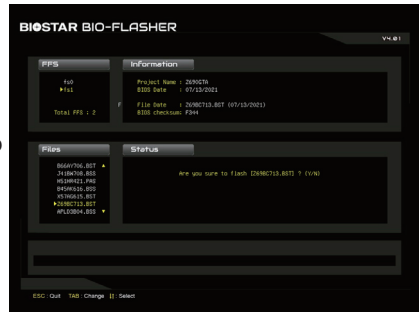 BIOSTAR BIO-FLASHER
V4.01
FFS
fs0
fs1
Total FFS : 2
Information
Project Name : Z690GTA
BIOS Date : 07/13/2021
F
File Date : Z69BC713.BST (07/13/2021)
BIOS checksum: F344
Files
B66AY706.BST
J41BW708.BSS
H51HR421.PAS
B45AK616.BSS
X57AG615.BST
Z69BC713.BST
APLD3B04.BSS
Status
Are you sure to flash [Z69BC713.BST] ? (Y/N)
ESC : Quit TAB : Change : Select